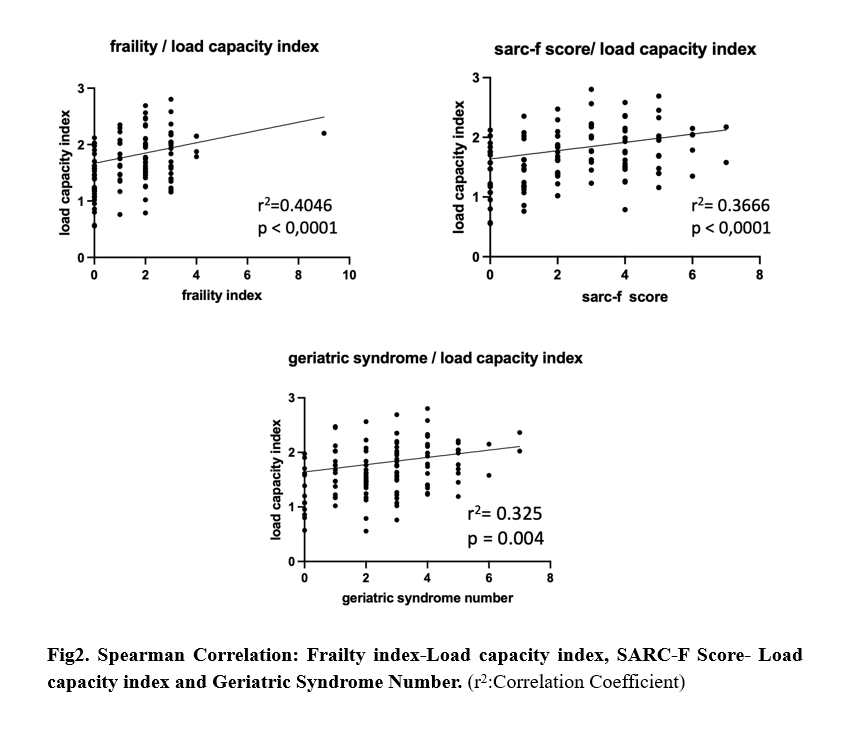 fraility / load capacity index
load capacity index
3
2
1
0
r²=0.4046
p < 0,0001
0 2 4 6 8 10
fraility index
sarc-f score/ load capacity index
load capacity index
3
2
1
0
r²= 0.3666
p < 0,0001
0 2 4 6 8
sarc-f score
geriatric syndrome / load capacity index
load capacity index
3
2
1
0
r²= 0.325
p = 0.004
0 2 4 6 8
geriatric syndrome number
Fig2. Spearman Correlation: Frailty index-Load capacity index, SARC-F Score- Load
capacity index and Geriatric Syndrome Number. (r²:Correlation Coefficient)